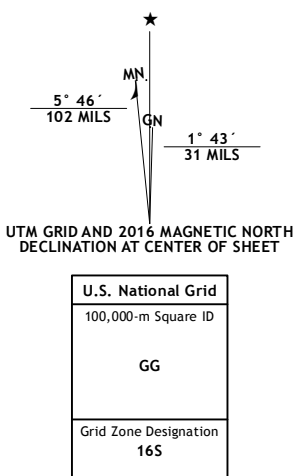 ★
MN.
GN
5° 46´
102 MILS
1° 43´
31 MILS
UTM GRID AND 2016 MAGNETIC NORTH
DECLINATION AT CENTER OF SHEET
U.S. National Grid
100,000-m Square ID
GG
Grid Zone Designation
16S